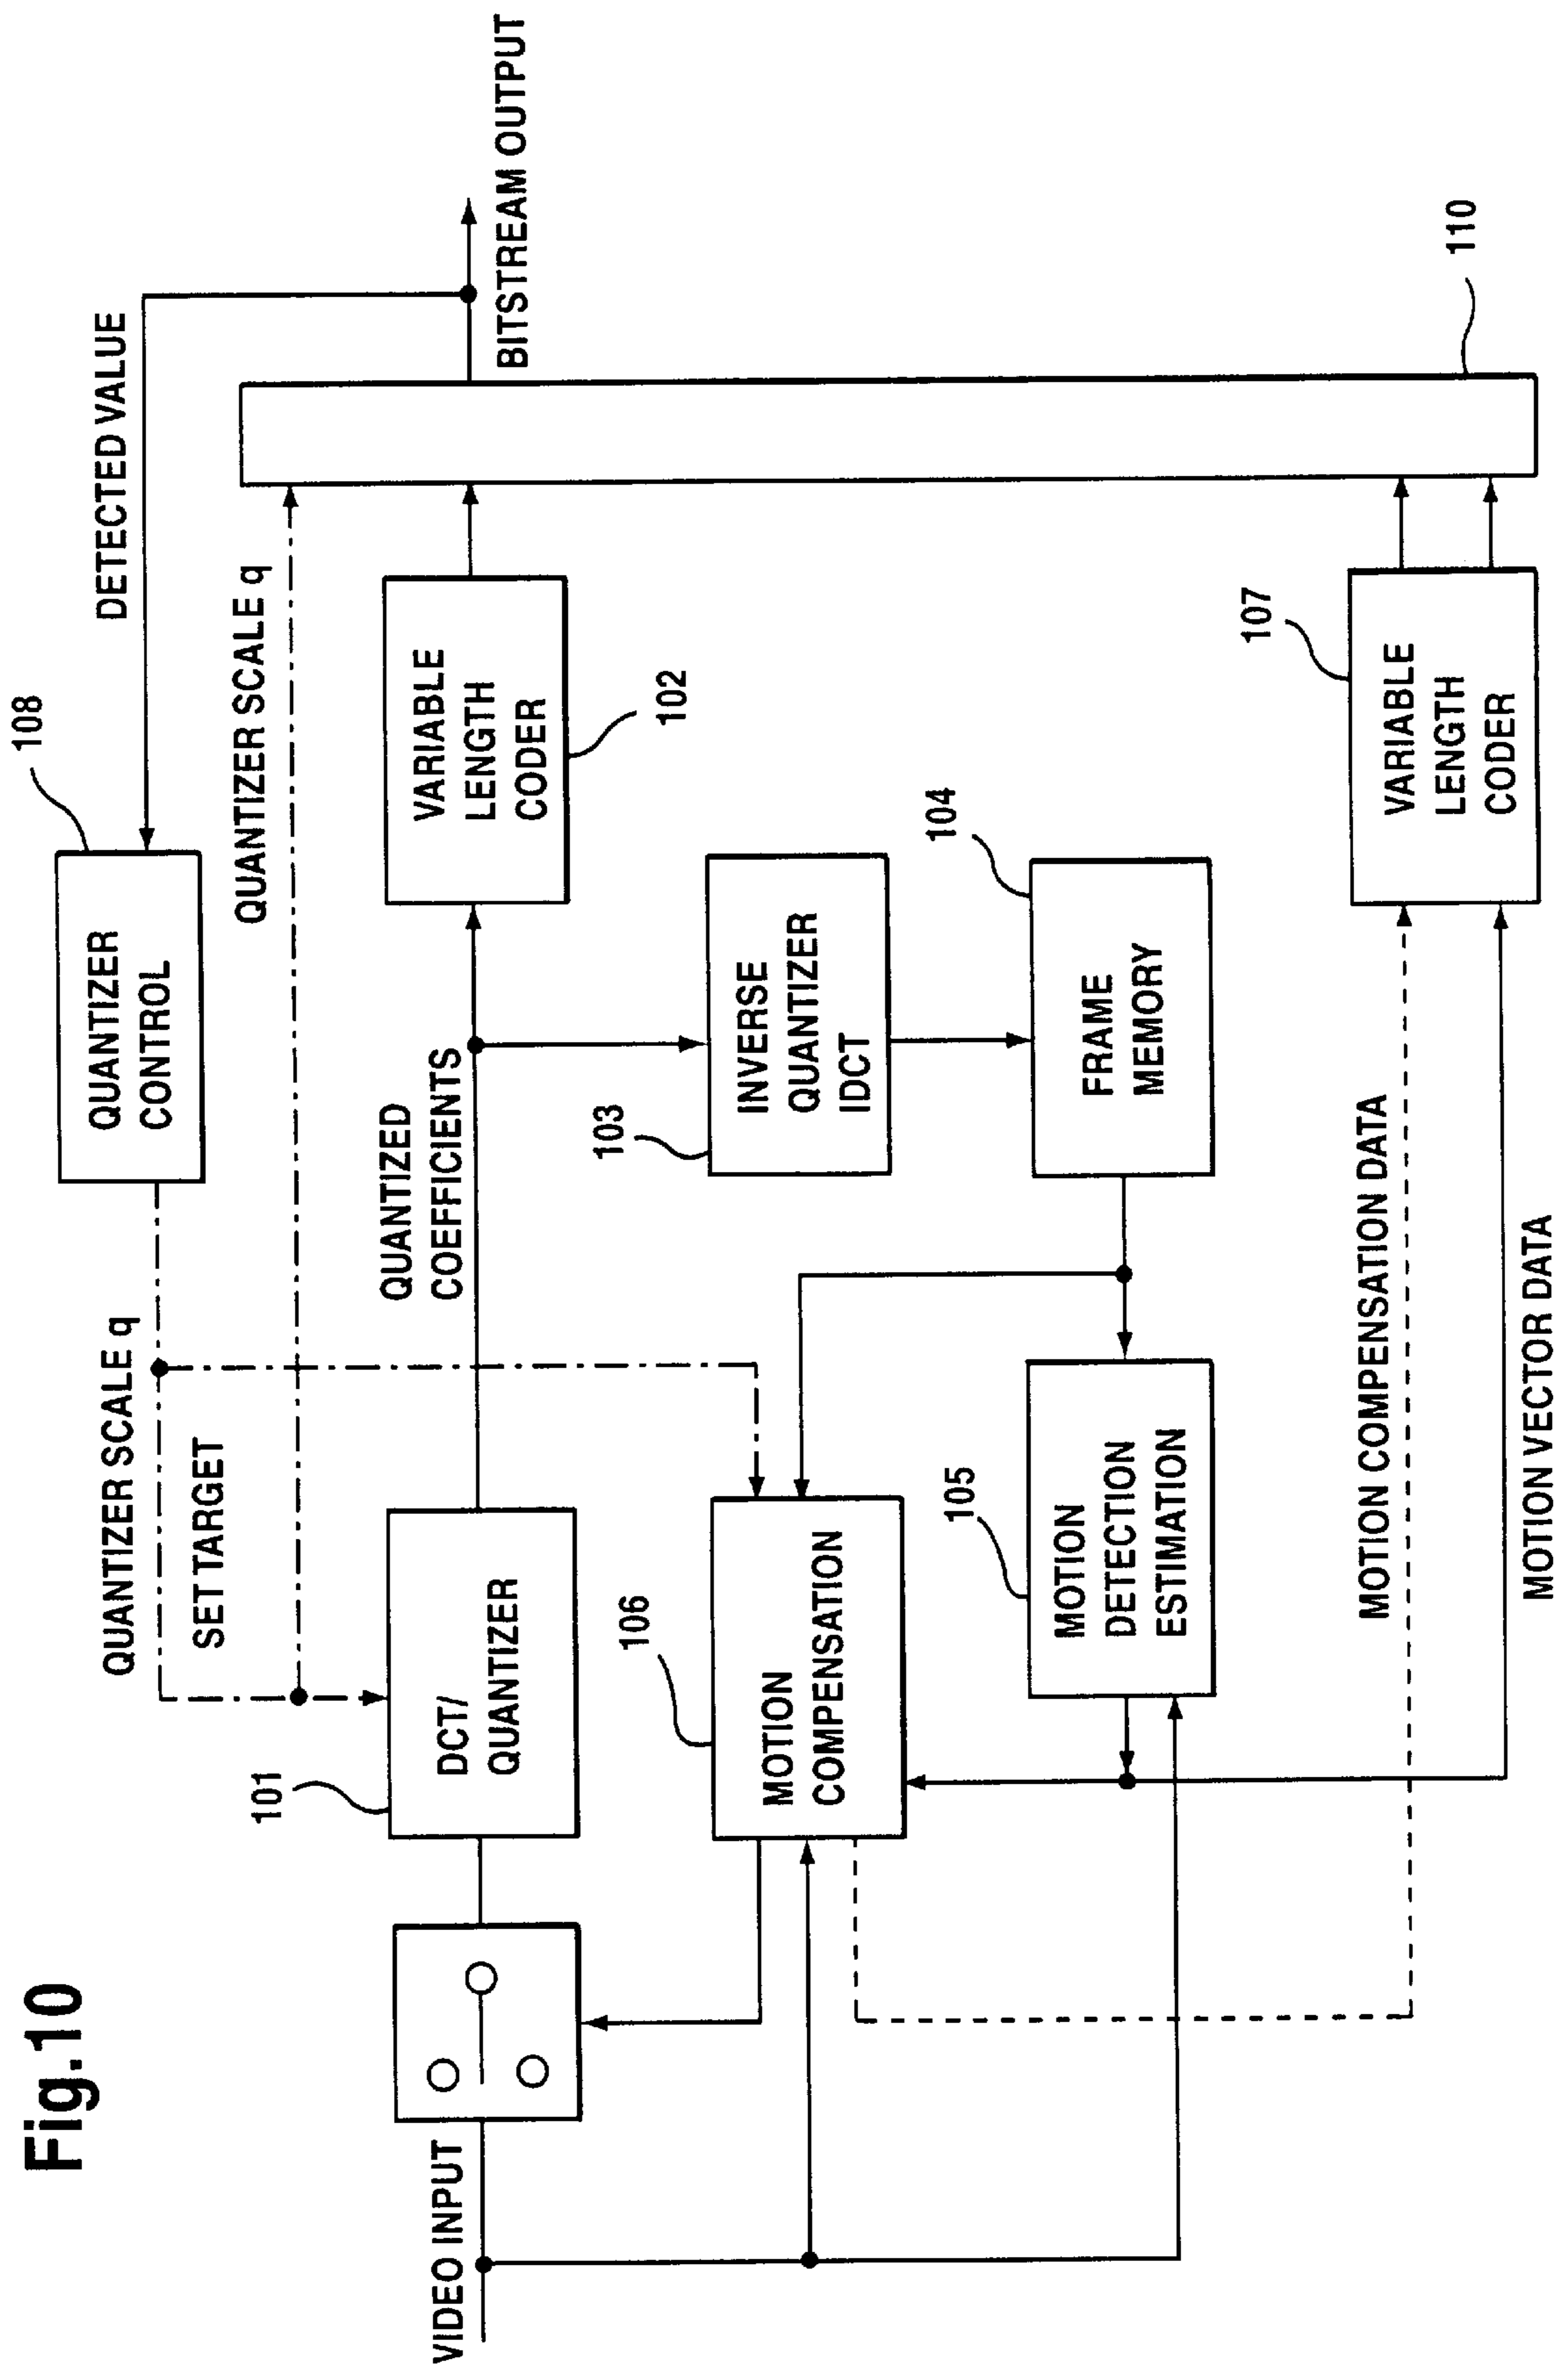 Fig.10
108
QUANTIZER
CONTROL
DETECTED VALUE
QUANTIZER SCALE q
SET TARGET
QUANTIZER SCALE q
BITSTREAM OUTPUT
VIDEO INPUT
101
DCT/
QUANTIZER
QUANTIZED
COEFFICIENTS
VARIABLE
LENGTH
CODER
102
103
INVERSE
QUANTIZER
IDCT
106
MOTION
COMPENSATION
104
FRAME
MEMORY
105
MOTION
DETECTION
ESTIMATION
107
VARIABLE
LENGTH
CODER
110
MOTION COMPENSATION DATA
MOTION VECTOR DATA